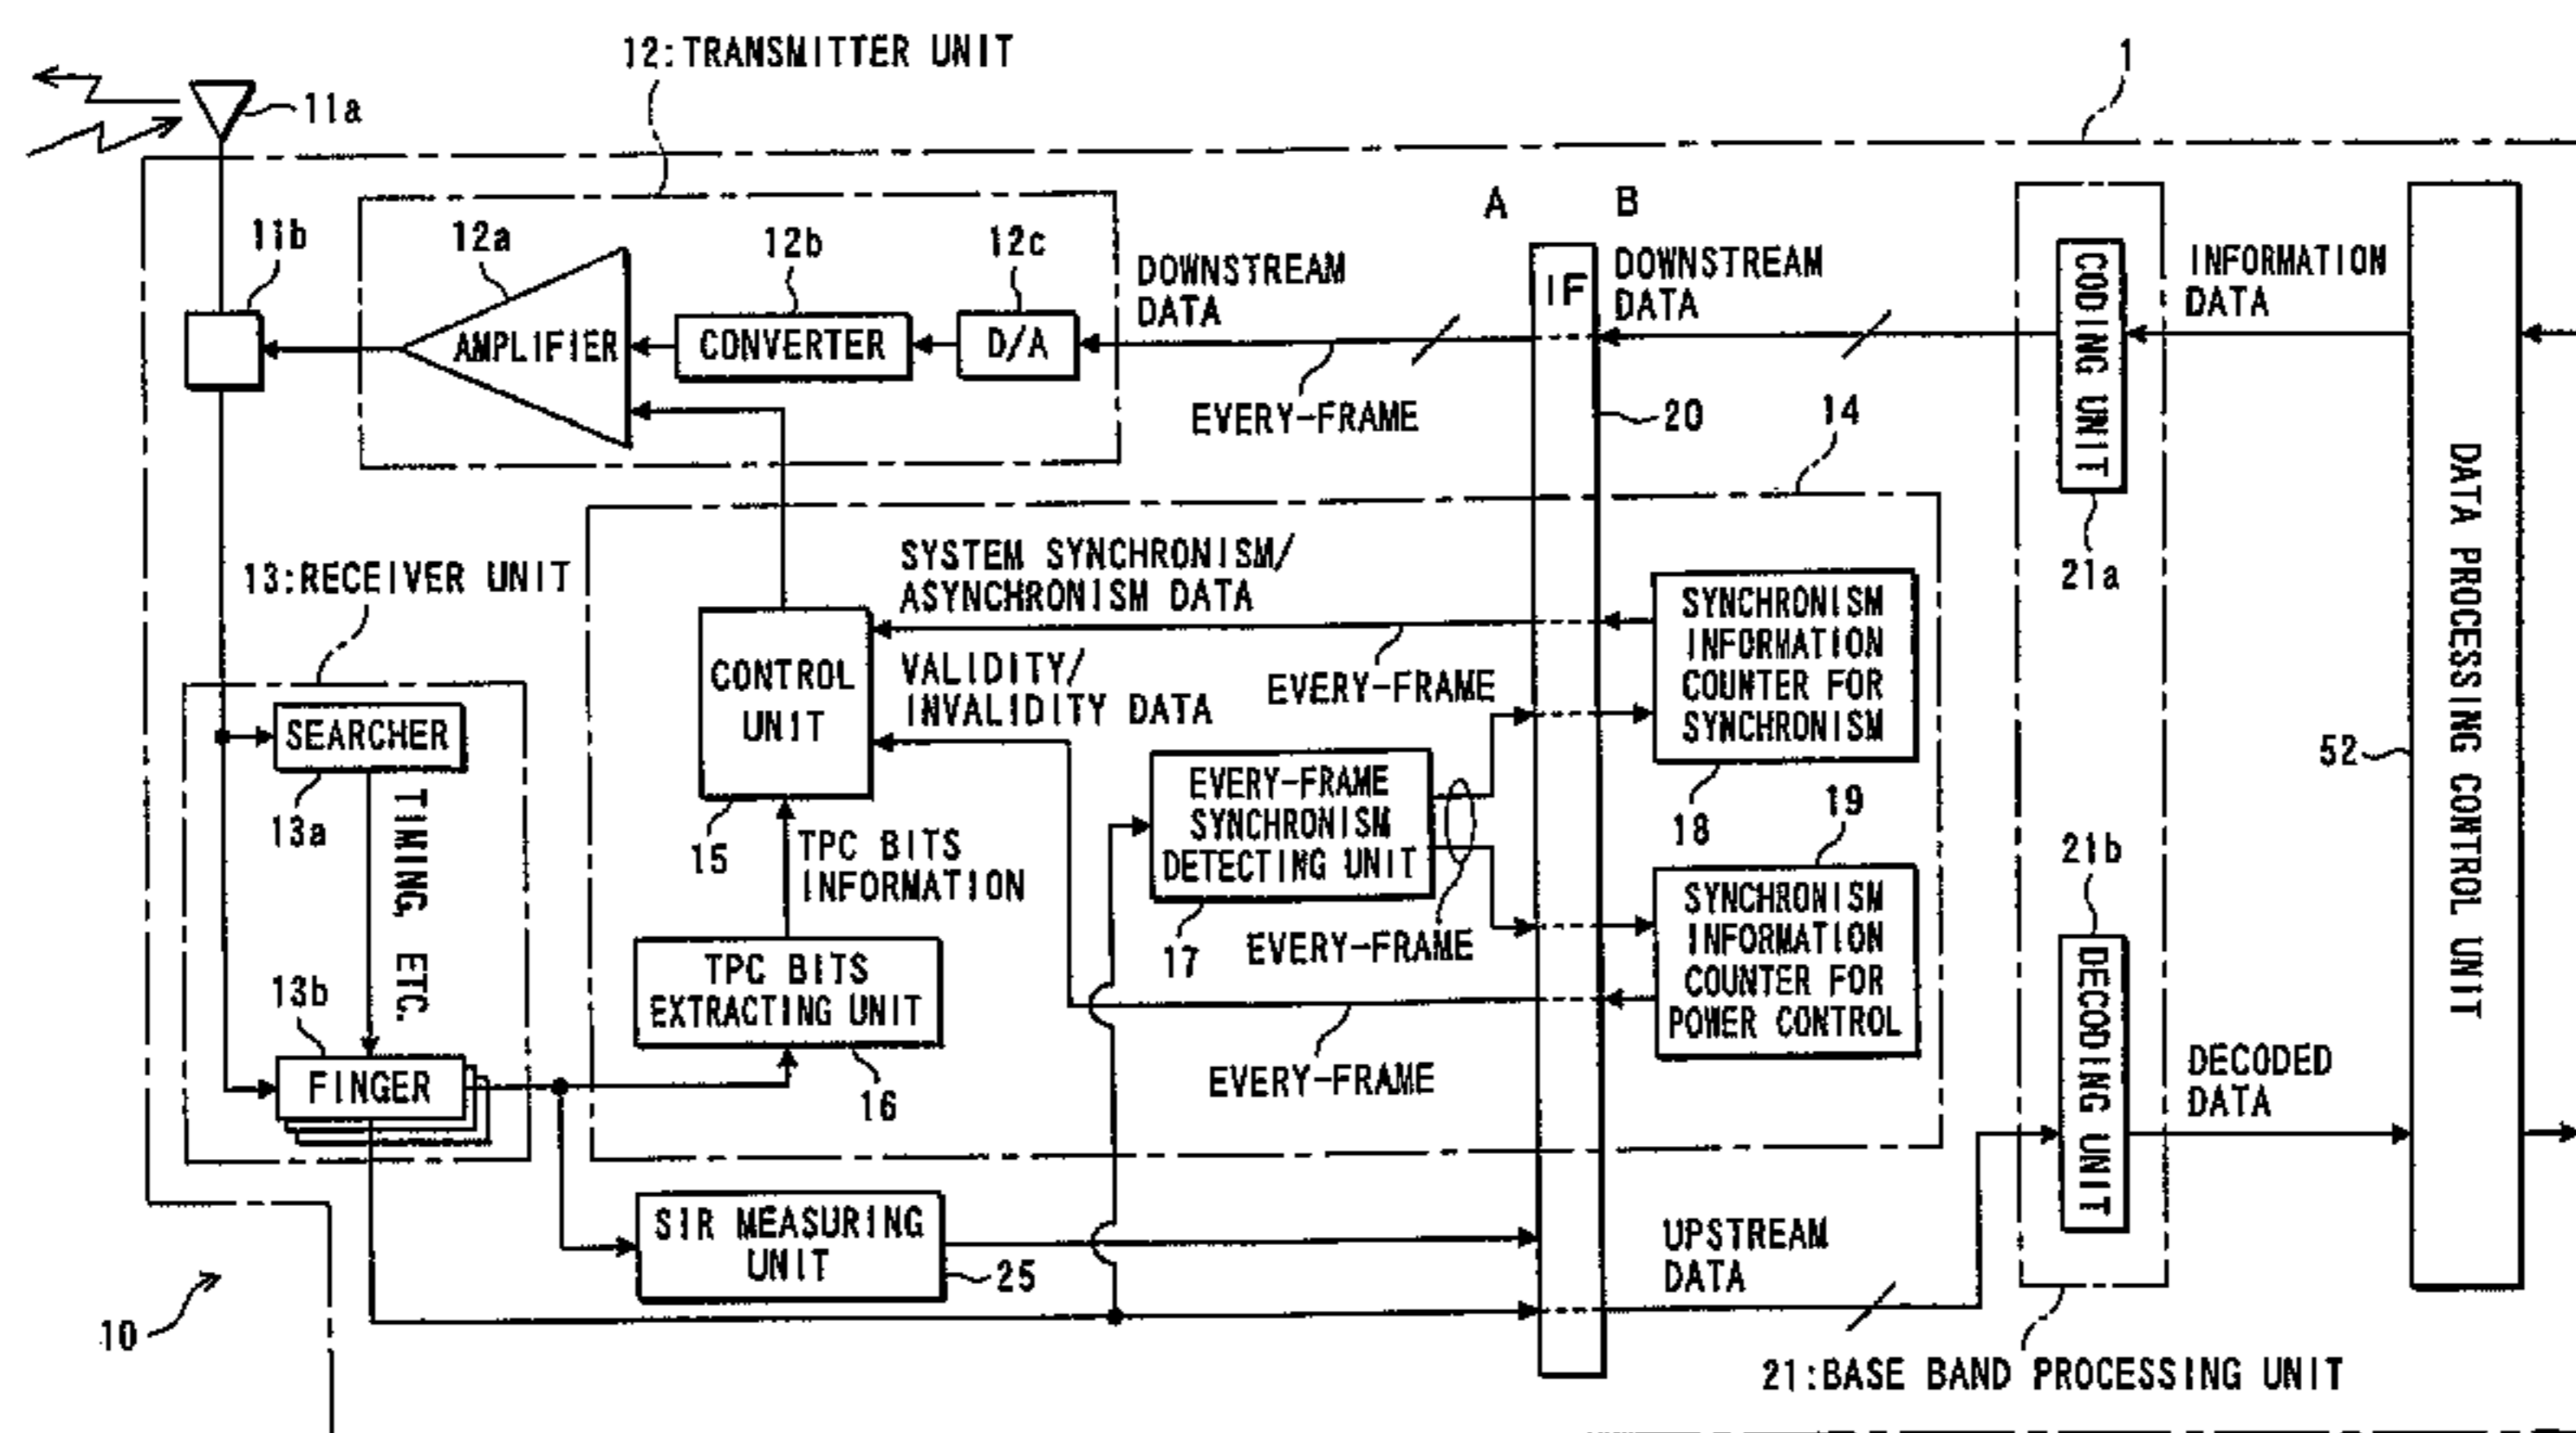 12:TRANSMITTER UNIT
1
11a
A
B
11b
12a
12b
12c
DOWNSTREAM
DATA
IF
DOWNSTREAM
DATA
CODING UNIT
INFORMATION
DATA
AMPLIFIER
CONVERTER
D/A
EVERY-FRAME
20
14
21a
DATA PROCESSING CONTROL UNIT
52
13:RECEIVER UNIT
SYSTEM SYNCHRONISM/
ASYNCHRONISM DATA
CONTROL
UNIT
VALIDITY/
INVALIDITY DATA
EVERY-FRAME
SYNCHRONISM
INFORMATION
COUNTER FOR
SYNCHRONISM
18
SEARCHER
13a
TIMING, ETC.
15
TPC BITS
INFORMATION
EVERY-FRAME
SYNCHRONISM
DETECTING UNIT
17
EVERY-FRAME
19
SYNCHRONISM
INFORMATION
COUNTER FOR
POWER CONTROL
21b
DECODING UNIT
DECODED
DATA
13b
FINGER
TPC BITS
EXTRACTING UNIT
16
EVERY-FRAME
SIR MEASURING
UNIT
25
UPSTREAM
DATA
10
21:BASE BAND PROCESSING UNIT